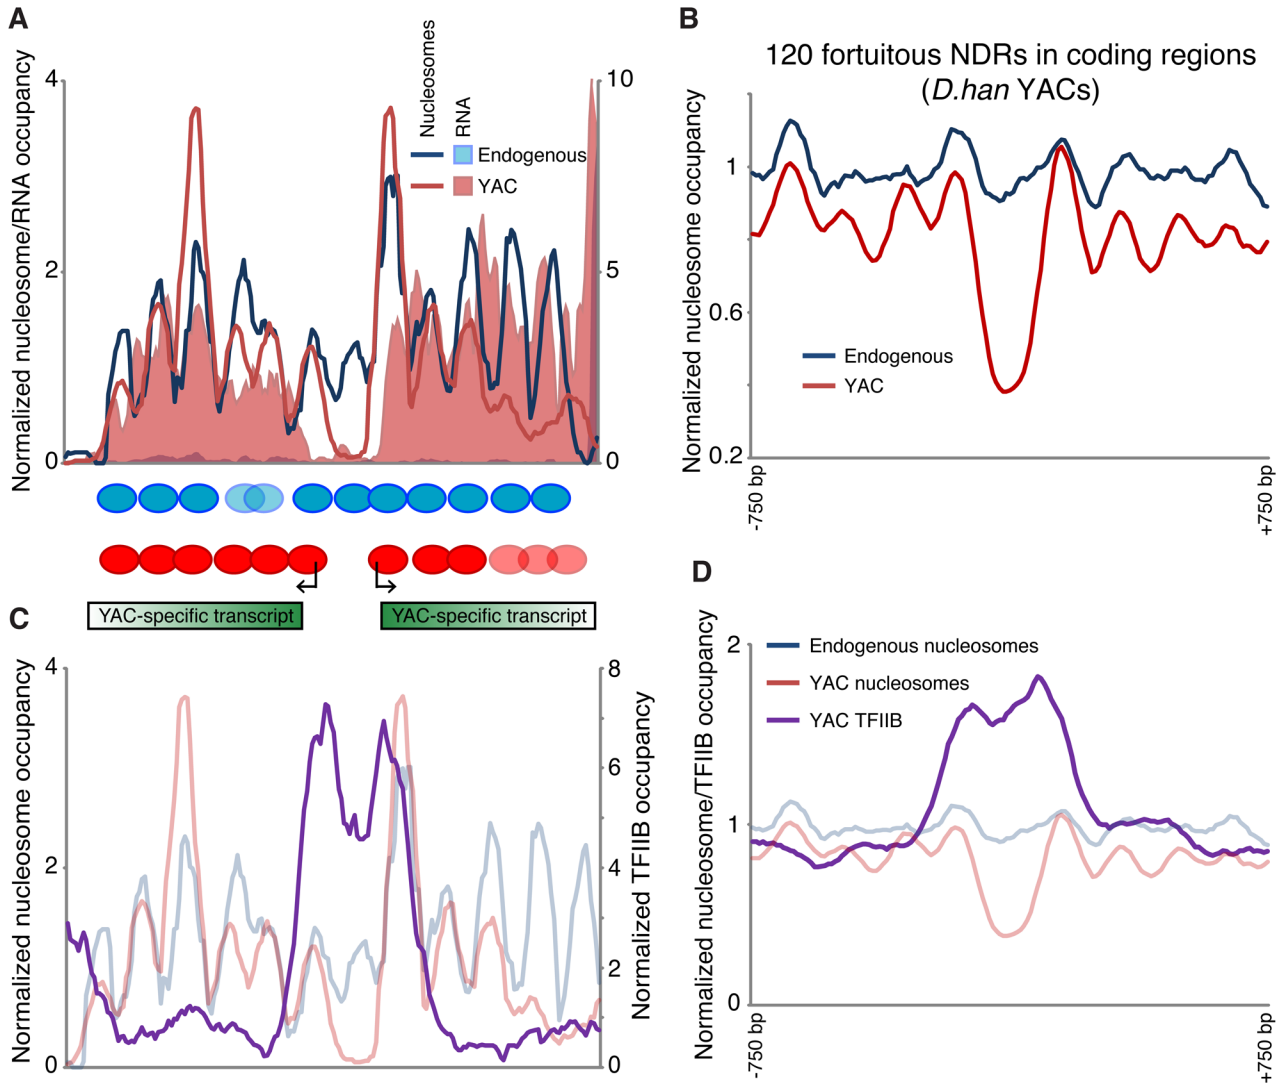 A
Normalized nucleosome/RNA occupancy
4
2
0
10
5
0
Nucleosomes
RNA
Endogenous
YAC
YAC-specific transcript
YAC-specific transcript
B
120 fortuitous NDRs in coding regions
(D.han YACs)
Normalized nucleosome occupancy
1
0.6
0.2
Endogenous
YAC
-750 bp
+750 bp
C
Normalized nucleosome occupancy
4
2
0
8
6
4
2
0
Normalized TFIIB occupancy
D
Normalized nucleosome/TFIIB occupancy
2
1
0
Endogenous nucleosomes
YAC nucleosomes
YAC TFIIB
-750 bp
+750 bp